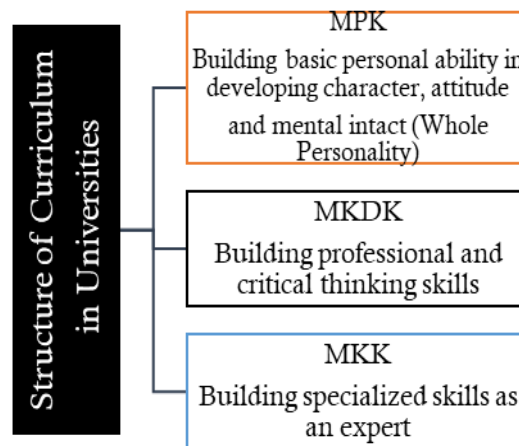 Structure of Curriculum
in Universities
MPK
Building basic personal ability in
developing character, attitude
and mental intact (Whole
Personality)
MKDK
Building professional and
critical thinking skills
MKK
Building specialized skills as
an expert